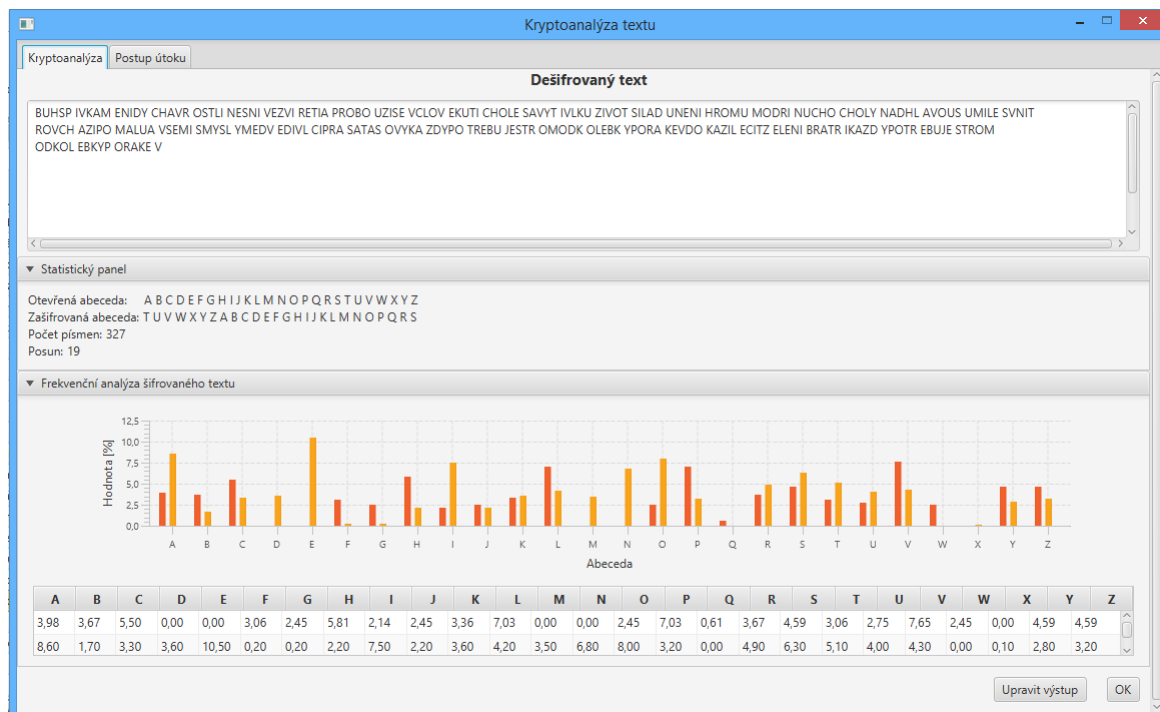 Kryptoanalýza textu
Kryptoanalýza Postup útoku
Dešifrovaný text
BUHSP IVKAM ENIDY CHAVR OSTLI NESNI VEZVI RETIA PROBO UZISE VCLOV EKUTI CHOLE SAVYT IVLKU ZIVOT SILAD UNENI HROMU MODRI NUCHO CHOLY NADHL AVOUS UMILE SVNIT
ROVCH AZIPO MALUA VSEMI SMYSL YMEDV EDIVL CIPRA SATAS OVYKA ZDYPO TREBU JESTR OMODK OLEBK YPORA KEVDO KAZIL ECITZ ELENI BRATR IKAZD YPOTR EBUJE STROM
ODKOL EBKYP ORAKE V
Statistický panel
Otevřená abeceda: A B C D E F G H I J K L M N O P Q R S T U V W X Y Z
Zašifrovaná abeceda: T U V W X Y Z A B C D E F G H I J K L M N O P Q R S
Počet písmen: 327
Posun: 19
Frekvenční analýza šifrovaného textu
Hodnota [%]
12,5
10,0
7,5
5,0
2,5
0,0
A B C D E F G H I J K L M N O P Q R S T U V W X Y Z
Abeceda
A B C D E F G H I J K L M N O P Q R S T U V W X Y Z
3,98 3,67 5,50 0,00 0,00 3,06 2,45 5,81 2,14 2,45 3,36 7,03 0,00 0,00 2,45 7,03 0,61 3,67 4,59 3,06 2,75 7,65 2,45 0,00 4,59 4,59
8,60 1,70 3,30 3,60 10,50 0,20 0,20 2,20 7,50 2,20 3,60 4,20 3,50 6,80 8,00 3,20 0,00 4,90 6,30 5,10 4,00 4,30 0,00 0,10 2,80 3,20
Upravit výstup OK